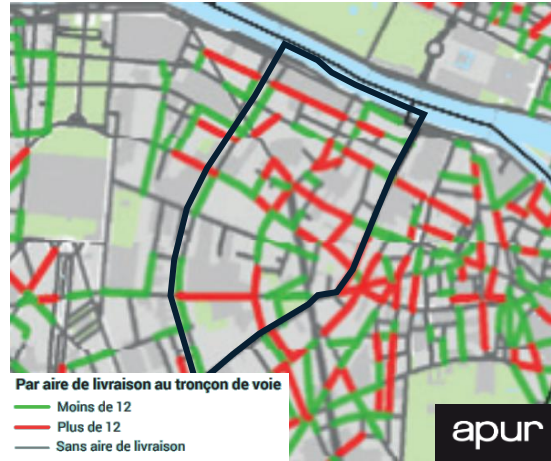 Par aire de livraison au tronçon de voie
Moins de 12
Plus de 12
Sans aire de livraison
apur